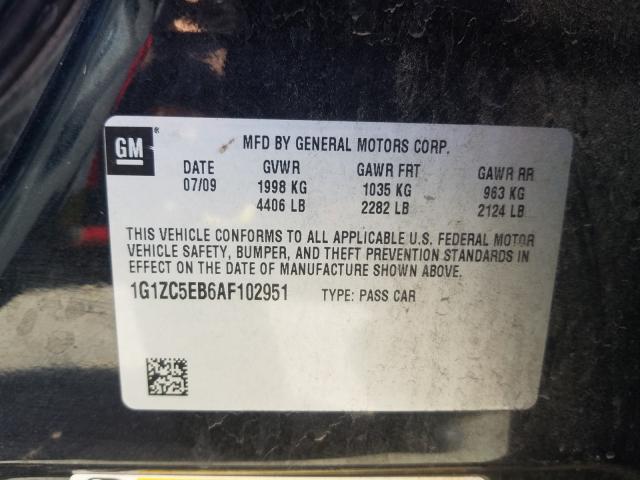 GM®
MFD BY GENERAL MOTORS CORP.
DATE GVWR GAWR FRT GAWR RR
07/09 1998 KG 1035 KG 963 KG
4406 LB 2282 LB 2124 LB
THIS VEHICLE CONFORMS TO ALL APPLICABLE U.S. FEDERAL MOTOR
VEHICLE SAFETY, BUMPER, AND THEFT PREVENTION STANDARDS IN
EFFECT ON THE DATE OF MANUFACTURE SHOWN ABOVE.
1G1ZC5EB6AF102951 TYPE: PASS CAR